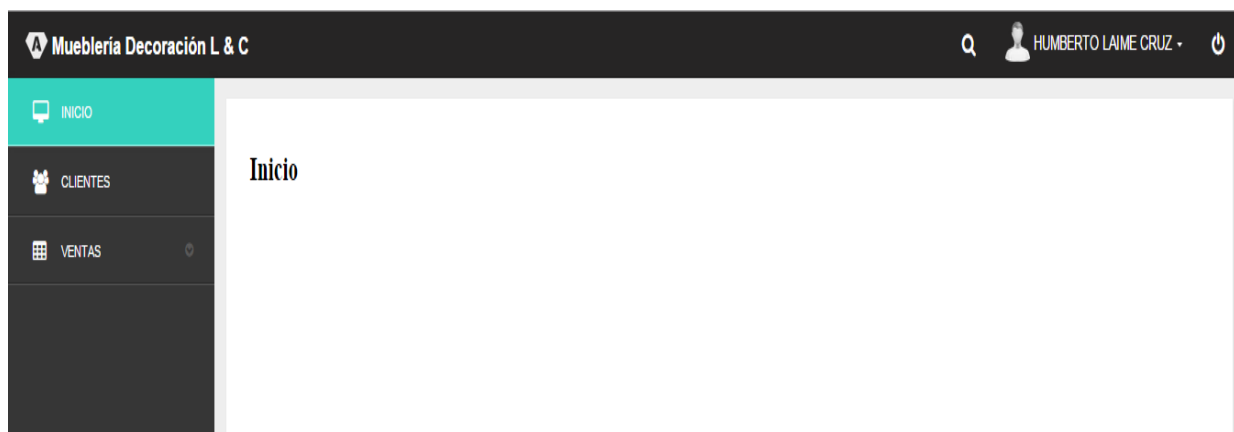 A Mueblería Decoración L & C
HUMBERTO LAIME CRUZ
INICIO
Inicio
CLIENTES
VENTAS